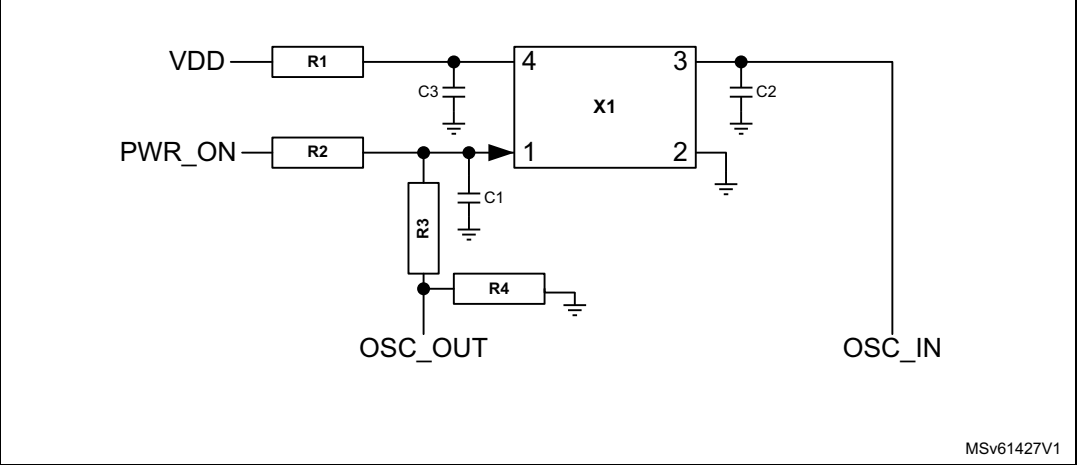 VDD
R1
4
3
C3
C2
X1
PWR_ON
R2
1
2
C1
R3
R4
OSC_OUT
OSC_IN
MSv61427V1